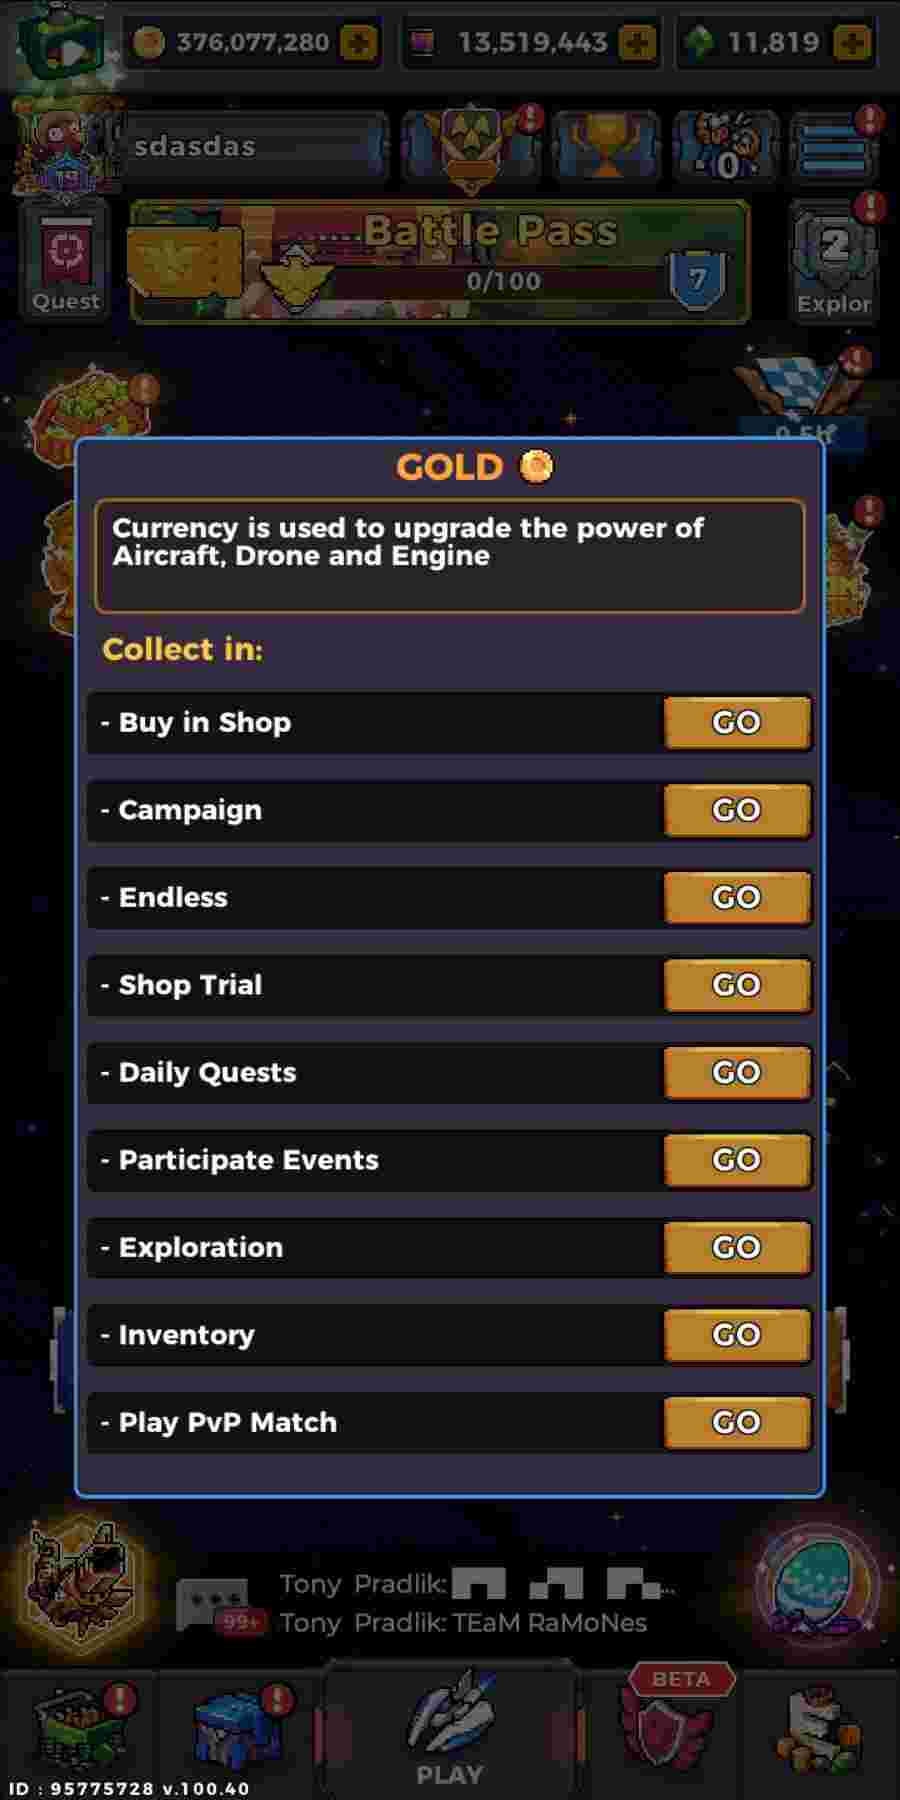 376,077,280
13,519,443
11,819
sdasdas
0
Battle Pass
0/100
7
2
Quest
Explor
GOLD
Currency is used to upgrade the power of
Aircraft, Drone and Engine
Collect in:
- Buy in Shop GO
- Campaign GO
- Endless GO
- Shop Trial GO
- Daily Quests GO
- Participate Events GO
- Exploration GO
- Inventory GO
- Play PvP Match GO
Tony Pradlik:
99+
Tony Pradlik: TEaM RaMoNes
BETA
PLAY
ID : 95775728 v.100.40